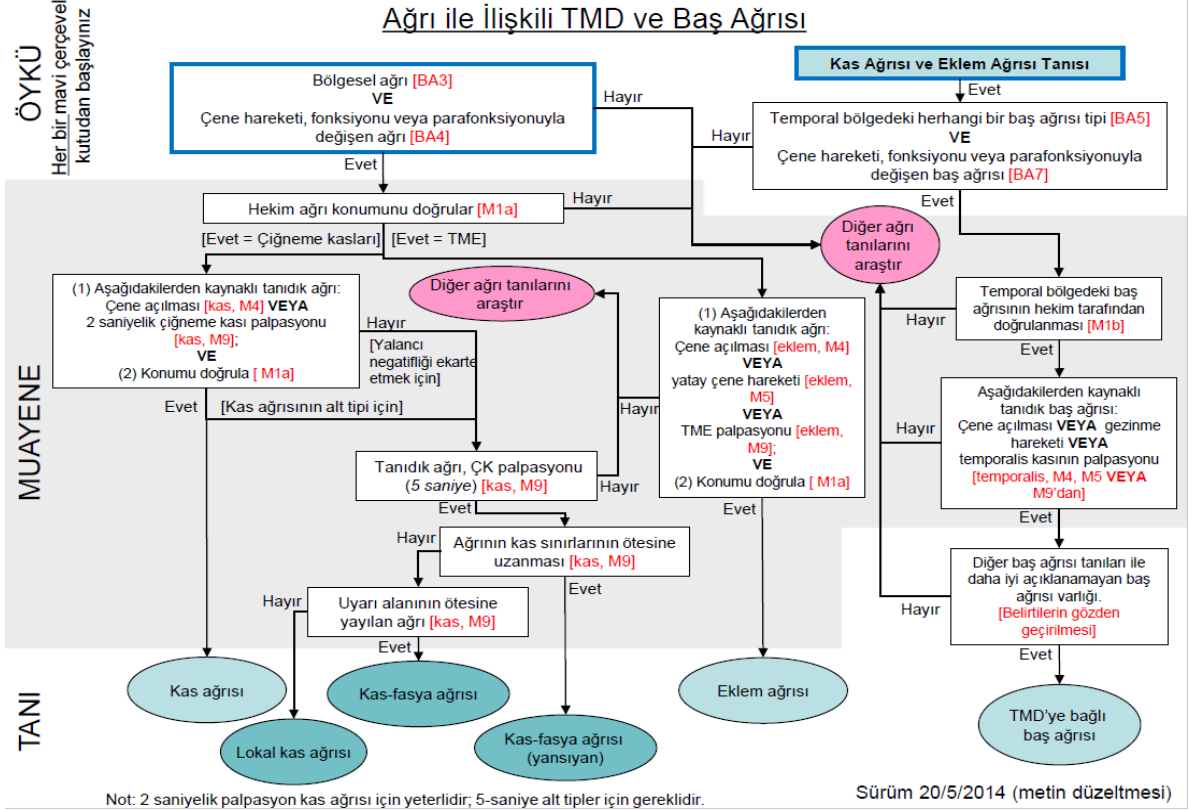 Ağrı ile İlişkili TMD ve Baş Ağrısı
ÖYKÜ
Her bir mavi çerçevel
kutudan başlayınız
Bölgesel ağrı [BA3]
VE
Çene hareketi, fonksiyonu veya parafonksiyonuyla
değişen ağrı [BA4]
Hayır
Evet
Kas Ağrısı ve Eklem Ağrısı Tanısı
Evet
Temporal bölgedeki herhangi bir baş ağrısı tipi [BA5]
VE
Çene hareketi, fonksiyonu veya parafonksiyonuyla
değişen baş ağrısı [BA7]
Hayır
Evet
MUAYENE
Hekim ağrı konumunu doğrular [M1a]
Hayır
[Evet = Çiğneme kasları]
[Evet = TME]
Diğer ağrı
tanılarını
araştır
(1) Aşağıdakilerden kaynaklı tanıdık ağrı:
Çene açılması [kas, M4] VEYA
2 saniyelik çiğneme kası palpasyonu
[kas, M9];
VE
(2) Konumu doğrula [ M1a]
Hayır
[Yalancı
negatifliği ekarte
etmek için]
Evet
[Kas ağrısının alt tipi için]
Diğer ağrı tanılarını
araştır
(1) Aşağıdakilerden
kaynaklı tanıdık ağrı:
Çene açılması [eklem, M4]
VEYA
yatay çene hareketi [eklem,
M5]
VEYA
TME palpasyonu [eklem,
M9];
VE
(2) Konumu doğrula [ M1a]
Hayır
Evet
Temporal bölgedeki baş
ağrısının hekim tarafından
doğrulanması [M1b]
Hayır
Evet
Aşağıdakilerden kaynaklı
tanıdık baş ağrısı:
Çene açılması VEYA gezinme
hareketi VEYA
temporalis kasının palpasyonu
[temporalis, M4, M5 VEYA
M9’dan]
Hayır
Evet
Tanıdık ağrı, ÇK palpasyonu
(5 saniye) [kas, M9]
Hayır
Evet
Ağrının kas sınırlarının ötesine
uzanması [kas, M9]
Hayır
Evet
Uyarı alanının ötesine
yayılan ağrı [kas, M9]
Hayır
Evet
Diğer baş ağrısı tanıları ile
daha iyi açıklanamayan baş
ağrısı varlığı.
[Belirtilerin gözden
geçirilmesi]
Hayır
Evet
TANI
Kas ağrısı
Kas-fasya ağrısı
Eklem ağrısı
Lokal kas ağrısı
Kas-fasya ağrısı
(yansıyan)
TMD’ye bağlı
baş ağrısı
Not: 2 saniyelik palpasyon kas ağrısı için yeterlidir; 5-saniye alt tipler için gereklidir.
Sürüm 20/5/2014 (metin düzeltmesi)